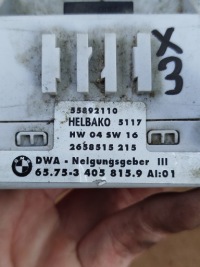 X
3
55892110
HELBAKO 5117
HW 04 SW 16
2658515 215
DWA - Neigungsgeber III
65.75-3 405 815.9 AI:01